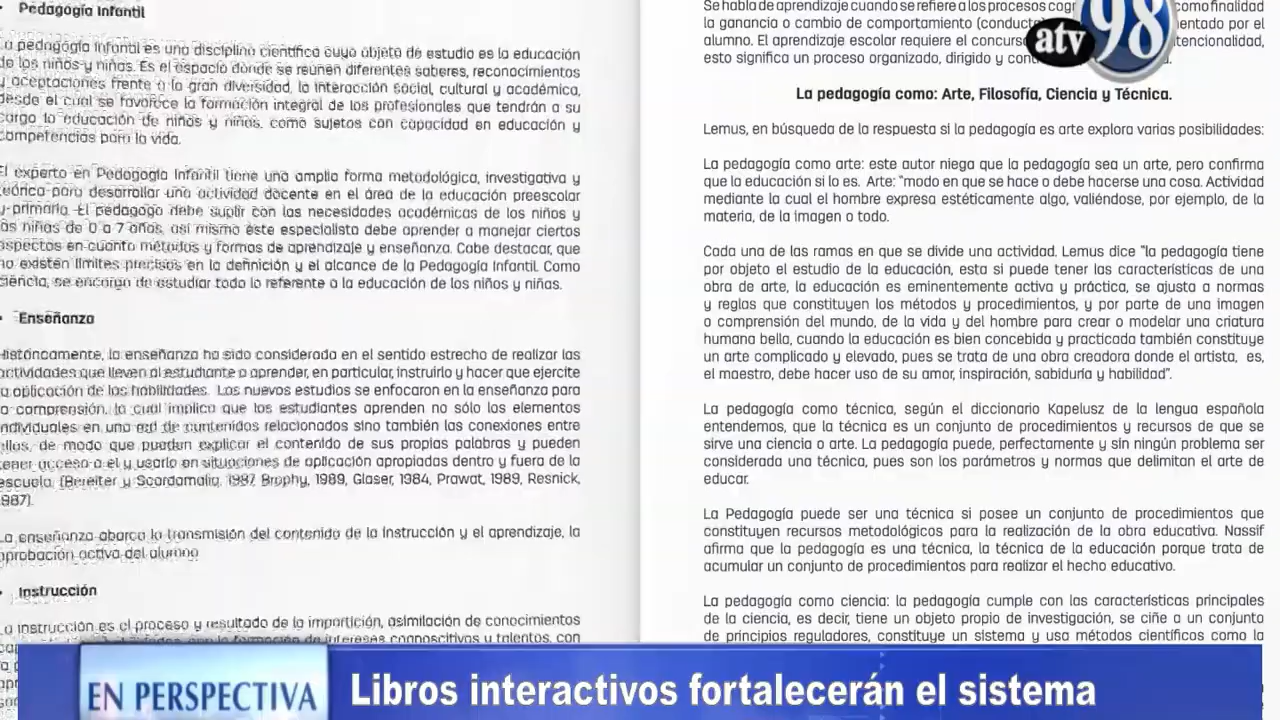 • Pedagogía Infantil
La pedagogía infantil es una disciplina científica cuyo objeto de estudio es la educación
de los niños y niñas. Es el espacio donde se reúnen diferentes saberes, reconocimientos
y aceptaciones frente a la gran diversidad, la interacción social, cultural y académica,
desde el cual se favorece la formación integral de los profesionales que tendrán a su
cargo la educación de niños y niñas, como sujetos con capacidad en educación y
competencias para la vida.
El experto en Pedagogía Infantil tiene una amplia forma metodológica, investigativa y
teórica para desarrollar una actividad docente en el área de la educación preescolar
y primaria El pedagogo debe suplir con las necesidades académicas de los niños y
las niñas de 0 a 7 años, así mismo este especialista debe aprender a manejar ciertos
aspectos en cuanto métodos y formas de aprendizaje y enseñanza. Cabe destacar, que
no existen límites precisos en la definición y el alcance de la Pedagogía Infantil. Como
ciencia, se encarga de estudiar todo lo referente a la educación de los niños y niñas.
• Enseñanza
Históricamente, la enseñanza ha sido considerada en el sentido estrecho de realizar las
actividades que lleven al estudiante a aprender, en particular, instruirlo y hacer que ejercite
la aplicación de las habilidades. Los nuevos estudios se enfocaron en la enseñanza para
la comprensión, la cual implica que los estudiantes aprenden no sólo los elementos
individuales en una red de contenidos relacionados sino también las conexiones entre
ellos, de modo que puedan explicar el contenido de sus propias palabras y pueden
tener acceso a el y usarlo en situaciones de aplicación apropiadas dentro y fuera de la
escuela. (Bereiter y Scardamalia, 1987 Brophy, 1989, Glaser, 1984, Prawat, 1989, Resnick,
1987).
La enseñanza abarca la transmisión del contenido de la instrucción y el aprendizaje, la
aprobación activa del alumno
• Instrucción
La instrucción es el proceso y resultado de la impartición, asimilación de conocimientos
formación de intereses cognoscitivos y talentos, con
Se habla de aprendizaje cuando se refiere a los procesos como finalidad
la ganancia o cambio de comportamiento por el
alumno. El aprendizaje escolar requiere el
esto significa un proceso organizado, dirigido y
La pedagogía como: Arte, Filosofía, Ciencia y Técnica.
Lemus, en búsqueda de la respuesta si la pedagogía es arte explora varias posibilidades:
La pedagogía como arte: este autor niega que la pedagogía sea un arte, pero confirma
que la educación si lo es. Arte: "modo en que se hace o debe hacerse una cosa. Actividad
mediante la cual el hombre expresa estéticamente algo, valiéndose, por ejemplo, de la
materia, de la imagen o todo.
Cada una de las ramas en que se divide una actividad. Lemus dice "la pedagogía tiene
por objeto el estudio de la educación, esta si puede tener las características de una
obra de arte, la educación es eminentemente activa y práctica, se ajusta a normas
y reglas que constituyen los métodos y procedimientos, y por parte de una imagen
o comprensión del mundo, de la vida y del hombre para crear o modelar una criatura
humana bella, cuando la educación es bien concebida y practicada también constituye
un arte complicado y elevado, pues se trata de una obra creadora donde el artista, es,
el maestro, debe hacer uso de su amor, inspiración, sabiduría y habilidad".
La pedagogía como técnica, según el diccionario Kapelusz de la lengua española
entendemos, que la técnica es un conjunto de procedimientos y recursos de que se
sirve una ciencia o arte. La pedagogía puede, perfectamente y sin ningún problema ser
considerada una técnica, pues son los parámetros y normas que delimitan el arte de
educar.
La Pedagogía puede ser una técnica si posee un conjunto de procedimientos que
constituyen recursos metodológicos para la realización de la obra educativa. Nassif
afirma que la pedagogía es una técnica, la técnica de la educación porque trata de
acumular un conjunto de procedimientos para realizar el hecho educativo.
La pedagogía como ciencia: la pedagogía cumple con las características principales
de la ciencia, es decir, tiene un objeto propio de investigación, se ciñe a un conjunto
de principios reguladores, constituye un sistema y usa métodos científicos como la
atv 98
EN PERSPECTIVA
Libros interactivos fortalecerán el sistema